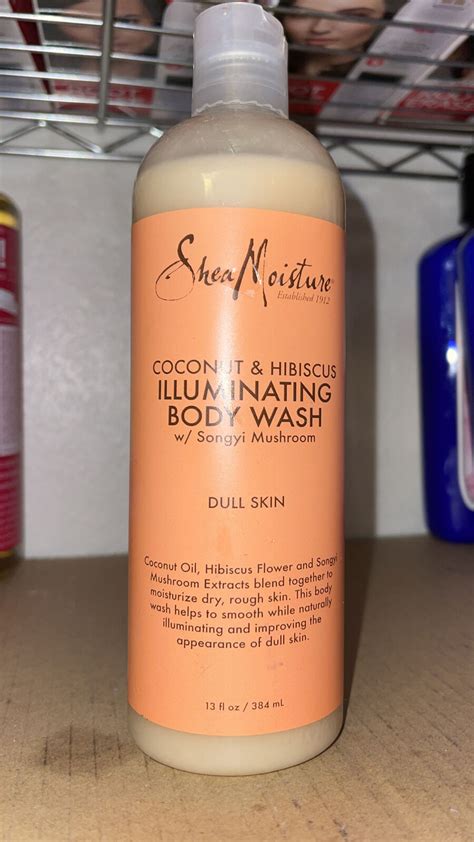 SheaMoisture
Established 1912
COCONUT & HIBISCUS
ILLUMINATING
BODY WASH
w/ Songyi Mushroom
DULL SKIN
Coconut Oil, Hibiscus Flower and Songyi
Mushroom Extracts blend together to
moisturize dry, rough skin. This body
wash helps to smooth while naturally
illuminating and improving the
appearance of dull skin.
13 fl oz / 384 mL